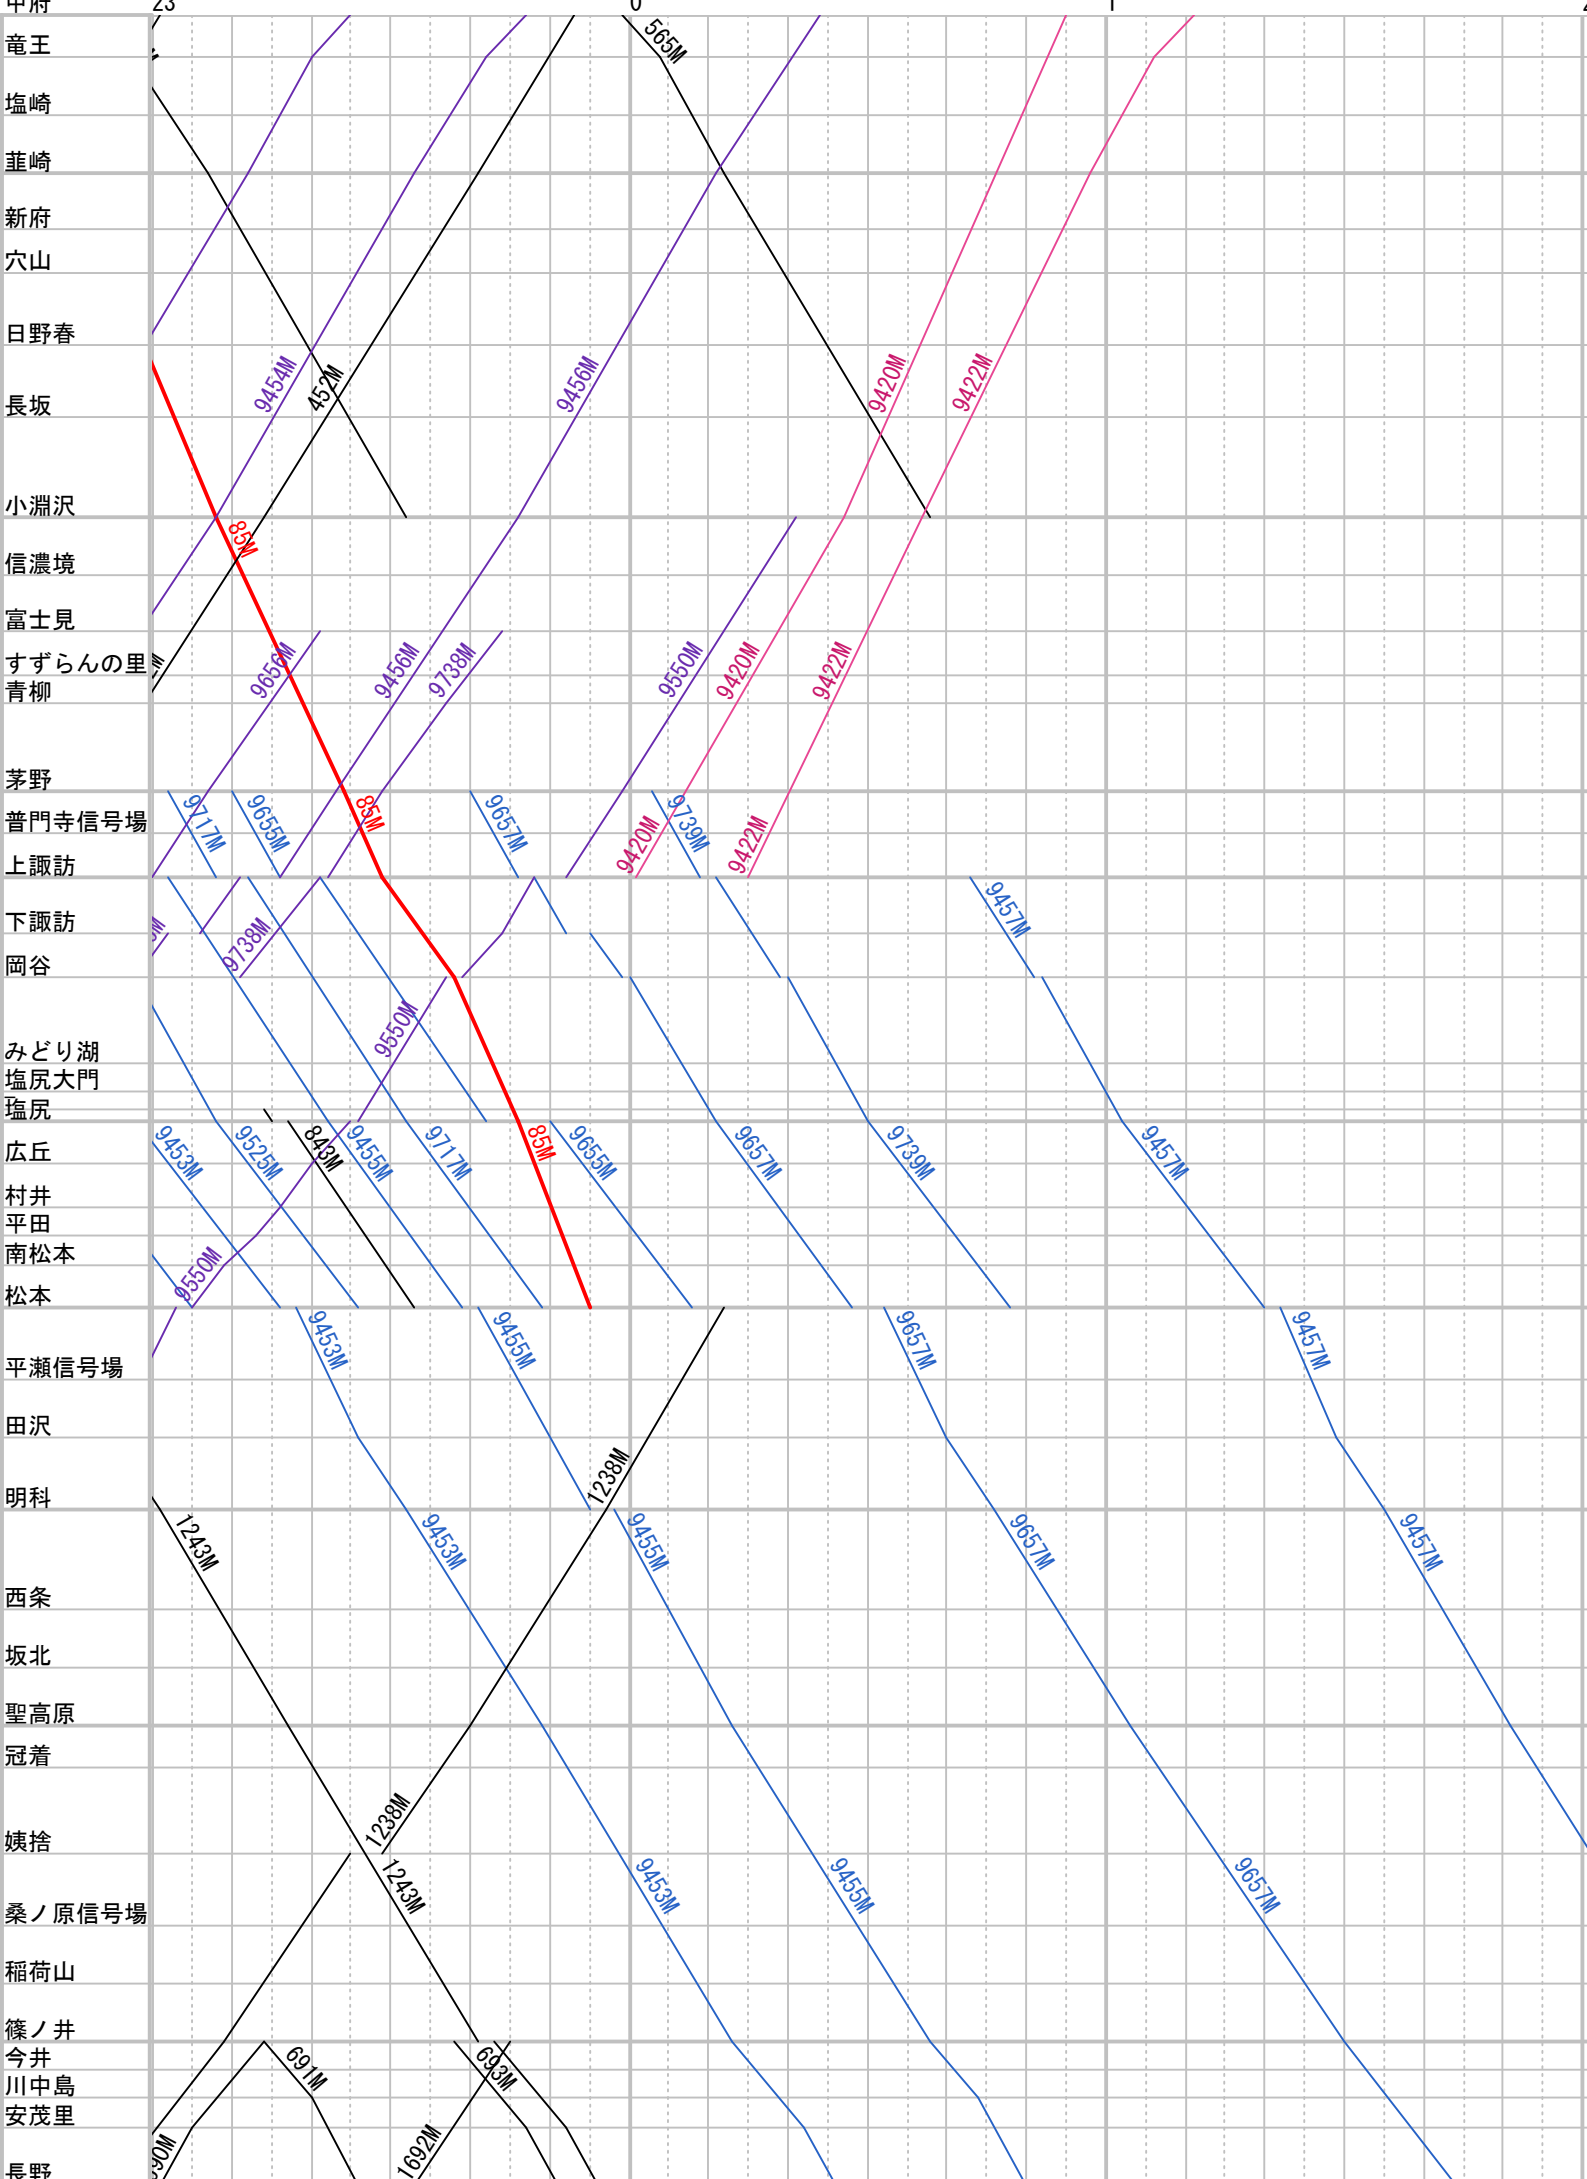 甲府 23 0 1 2
竜王 565M
塩崎
韮崎
新府
穴山
日野春
9454M 452M 9456M 9420M 9422M
長坂
小淵沢
85M
信濃境
富士見
すずらんの里 9656M 9456M 9738M 9550M 9420M 9422M
青柳
茅野
普門寺信号場 9717M 9655M 85M 9657M 9420M 9739M 9422M
上諏訪
下諏訪 9738M 9457M
岡谷
9550M
みどり湖
塩尻大門
塩尻
広丘 9453M 9525M 843M 9455M 9717M 85M 9655M 9657M 9739M 9457M
村井
平田
南松本 9550M
松本
平瀬信号場 9453M 9455M 9657M 9457M
田沢
1238M
明科
1243M 9453M 9455M 9657M 9457M
西条
坂北
聖高原
冠着
1238M
姨捨
1243M 9453M 9455M 9657M
桑ノ原信号場
稲荷山
篠ノ井
今井 691M 693M
川中島
安茂里
1692M
長野